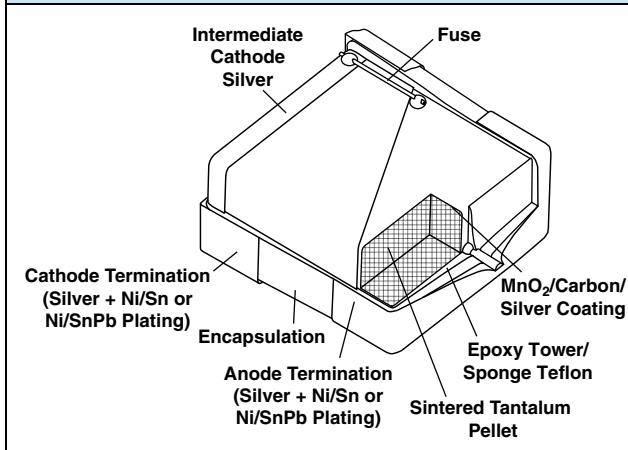 Intermediate
Cathode
Silver
Fuse
Cathode Termination
(Silver + Ni/Sn or
Ni/SnPb Plating)
Encapsulation
Anode Termination
(Silver + Ni/Sn or
Ni/SnPb Plating)
MnO₂/Carbon/
Silver Coating
Epoxy Tower/
Sponge Teflon
Sintered Tantalum
Pellet